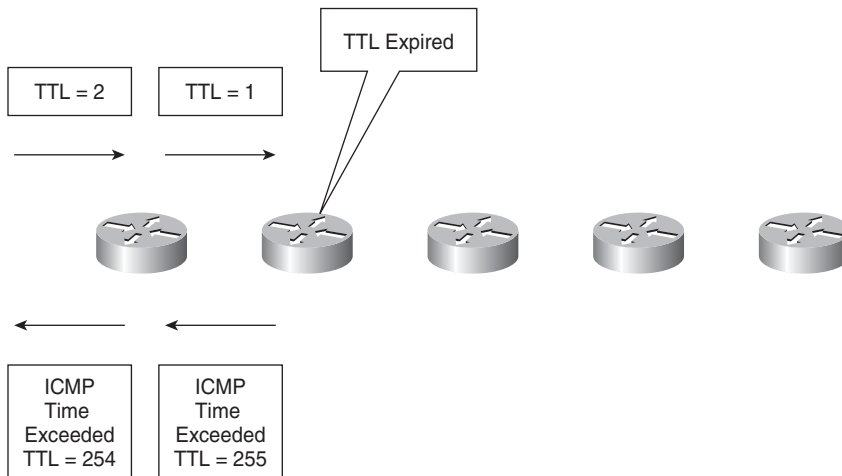 TTL Expired
TTL = 2
TTL = 1
ICMP
Time
Exceeded
TTL = 254
ICMP
Time
Exceeded
TTL = 255